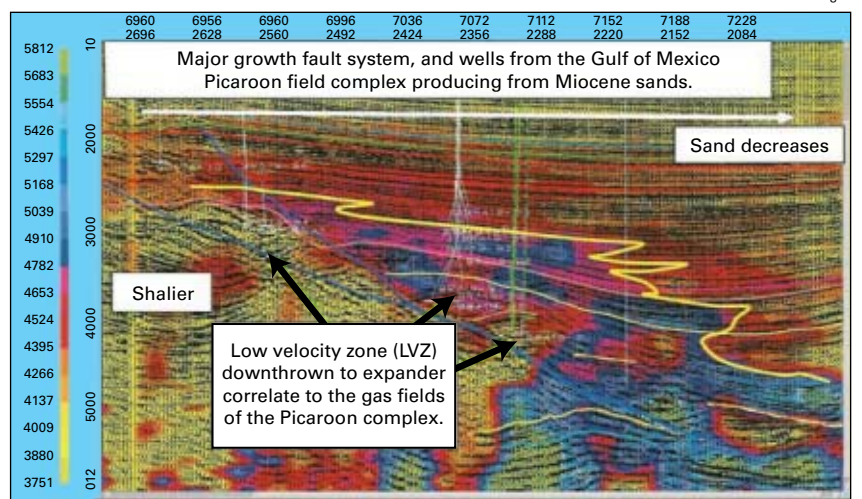 6960 6956 6960 6996 7036 7072 7112 7152 7188 7228
2696 2628 2560 2492 2424 2356 2288 2220 2152 2084
5812
5683
5554
5426
5297
5168
5039
4910
4782
4653
4524
4395
4266
4137
4009
3880
3751
10
2000
3000
4000
5000
012
Major growth fault system, and wells from the Gulf of Mexico
Picaroon field complex producing from Miocene sands.
Sand decreases
Shalier
Low velocity zone (LVZ)
downthrown to expander
correlate to the gas fields
of the Picaroon complex.